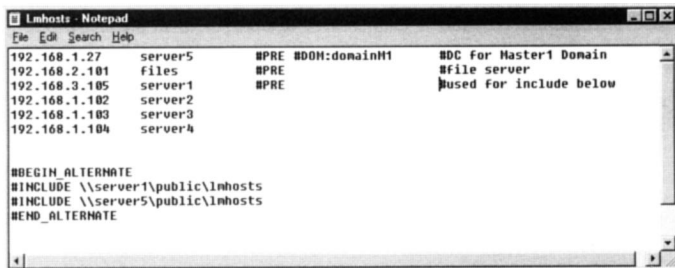 Lmhosts - Notepad
File Edit Search Help
192.168.1.27 server5 #PRE #DOM:domainM1 #DC for Master1 Domain
192.168.2.101 files #PRE #file server
192.168.3.105 server1 #PRE #used for include below
192.168.1.102 server2
192.168.1.103 server3
192.168.1.104 server4
#BEGIN_ALTERNATE
#INCLUDE \\server1\public\lmhosts
#INCLUDE \\server5\public\lmhosts
#END_ALTERNATE